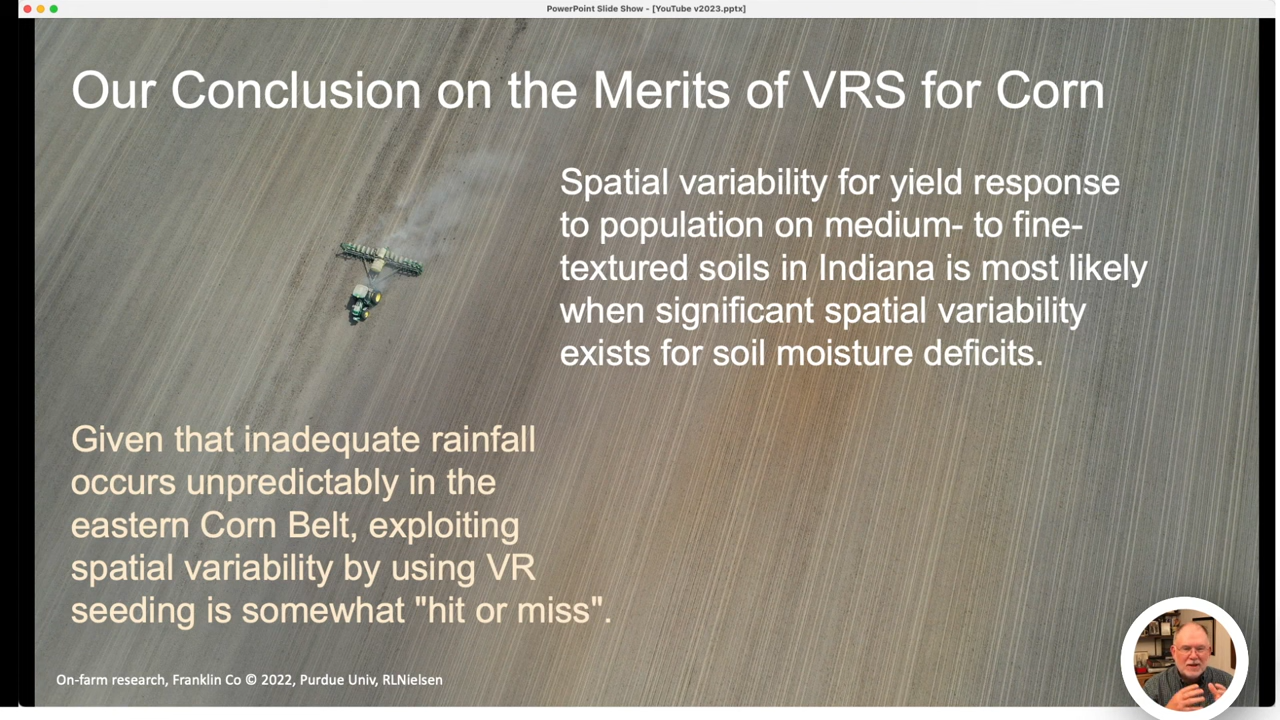 PowerPoint Slide Show - [YouTube v2023.pptx]
Our Conclusion on the Merits of VRS for Corn
Spatial variability for yield response
to population on medium- to fine-
textured soils in Indiana is most likely
when significant spatial variability
exists for soil moisture deficits.
Given that inadequate rainfall
occurs unpredictably in the
eastern Corn Belt, exploiting
spatial variability by using VR
seeding is somewhat "hit or miss".
On-farm research, Franklin Co © 2022, Purdue Univ, RLNielsen